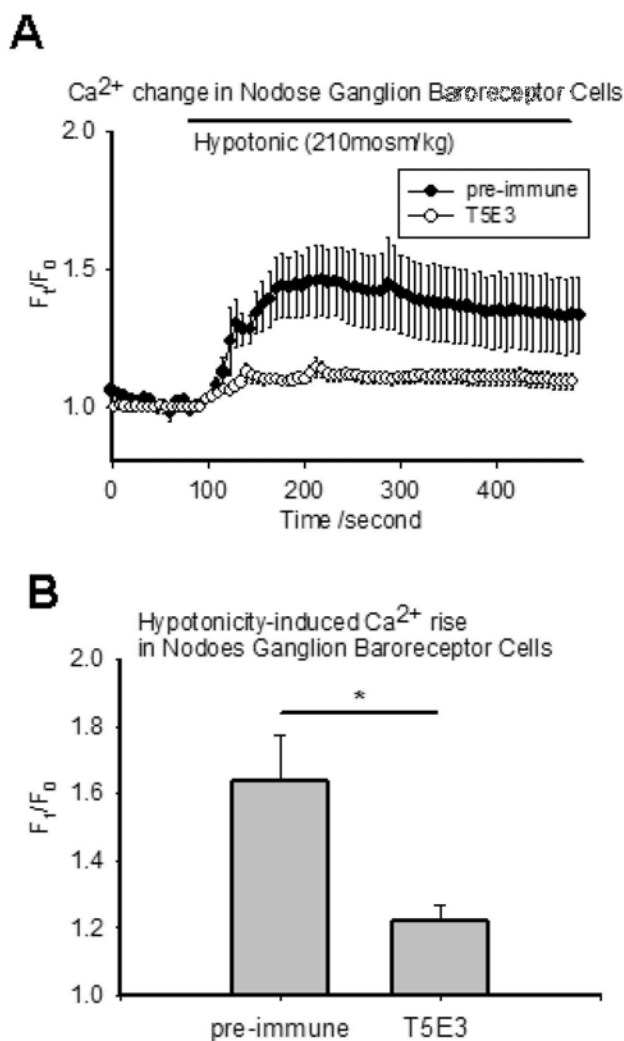 A
Ca2+ change in Nodose Ganglion Baroreceptor Cells
2.0
Hypotonic (210mosm/kg)
pre-immune
T5E3
Ft/F0
1.5
1.0
0 100 200 300 400
Time /second
B
Hypotonicity-induced Ca2+ rise
in Nodoes Ganglion Baroreceptor Cells
2.0
*
1.8
Ft/F0
1.6
1.4
1.2
1.0
pre-immune T5E3